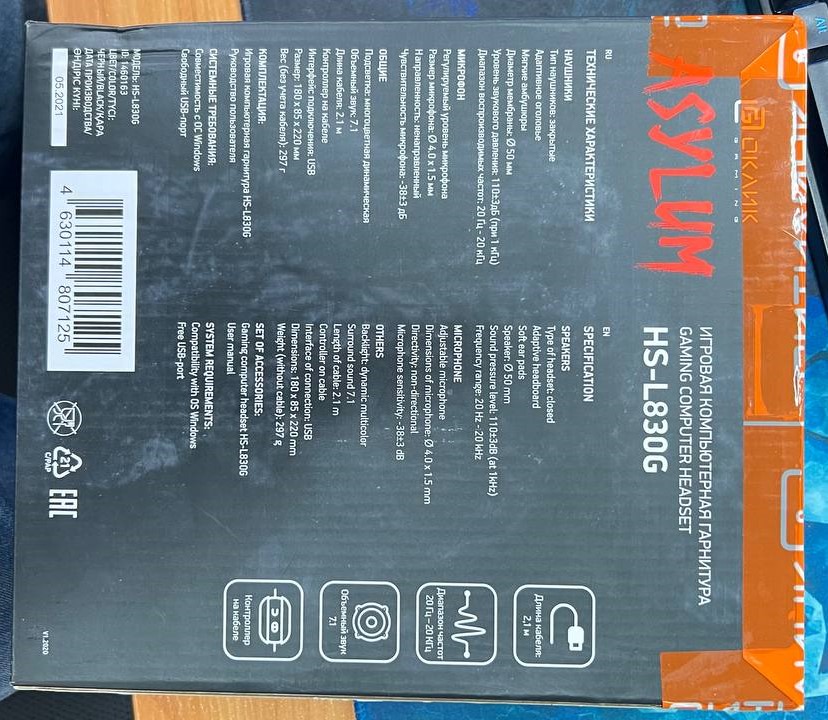 ОКЛИК
GAMING
ASYLUM
ИГРОВАЯ КОМПЬЮТЕРНАЯ ГАРНИТУРА
GAMING COMPUTER HEADSET
HS-L830G
RU
ТЕХНИЧЕСКИЕ ХАРАКТЕРИСТИКИ
НАУШНИКИ
Тип наушников: закрытые
Адаптивное оголовье
Мягкие амбушюры
Диаметр мембраны: Ø 50 мм
Уровень звукового давления: 110±3дБ (при 1 кГц)
Диапазон воспроизводимых частот: 20 Гц - 20 кГц
МИКРОФОН
Регулируемый уровень микрофона
Размер микрофона: Ø 4.0 x 1.5 мм
Направленность: ненаправленный
Чувствительность микрофона: -38±3 дБ
ОБЩИЕ
Подсветка: многоцветная динамическая
Объемный звук: 7.1
Длина кабеля: 2.1 м
Контроллер на кабеле
Интерфейс подключения: USB
Размер: 180 x 85 x 220 мм
Вес (без учета кабеля): 297 г
КОМПЛЕКТАЦИЯ:
Игровая компьютерная гарнитура HS-L830G
Руководство пользователя
СИСТЕМНЫЕ ТРЕБОВАНИЯ:
Совместимость с ОС Windows
Свободный USB-порт
EN
SPECIFICATION
SPEAKERS
Type of headset: closed
Adaptive headboard
Soft ear pads
Speaker: Ø 50 mm
Sound pressure level: 110±3dB (at 1kHz)
Frequency range: 20 Hz - 20 kHz
MICROPHONE
Adjustable microphone
Dimensions of microphone: Ø 4.0 x 1.5 mm
Directivity: non-directional
Microphone sensitivity: -38±3 dB
OTHERS
Backlight: dynamic multicolor
Surround sound 7.1
Length of cable: 2.1 m
Controller on cable
Interface of connection: USB
Dimensions: 180 x 85 x 220 mm
Weight (without cable): 297 g
SET OF ACCESSORIES:
Gaming computer headset HS-L830G
User manual
SYSTEM REQUIREMENTS:
Compatibility with OS Windows
Free USB-port
Длина кабеля:
2,1 м
Диапазон частот
20 Гц – 20 КГц
Объемный звук
7.1
Контроллер
на кабеле
МОДЕЛЬ: HS-L830G
ID: 1460163
ЦВЕТ/COLOR/ТҮСІ:
ЧЕРНЫЙ/BLACK/ҚАРА
ДАТА ПРОИЗВОДСТВА/
ӨНДІРІС КҮНІ:
05.2021
4 630114 807125
21
C/PAP
EAC
V1.2020